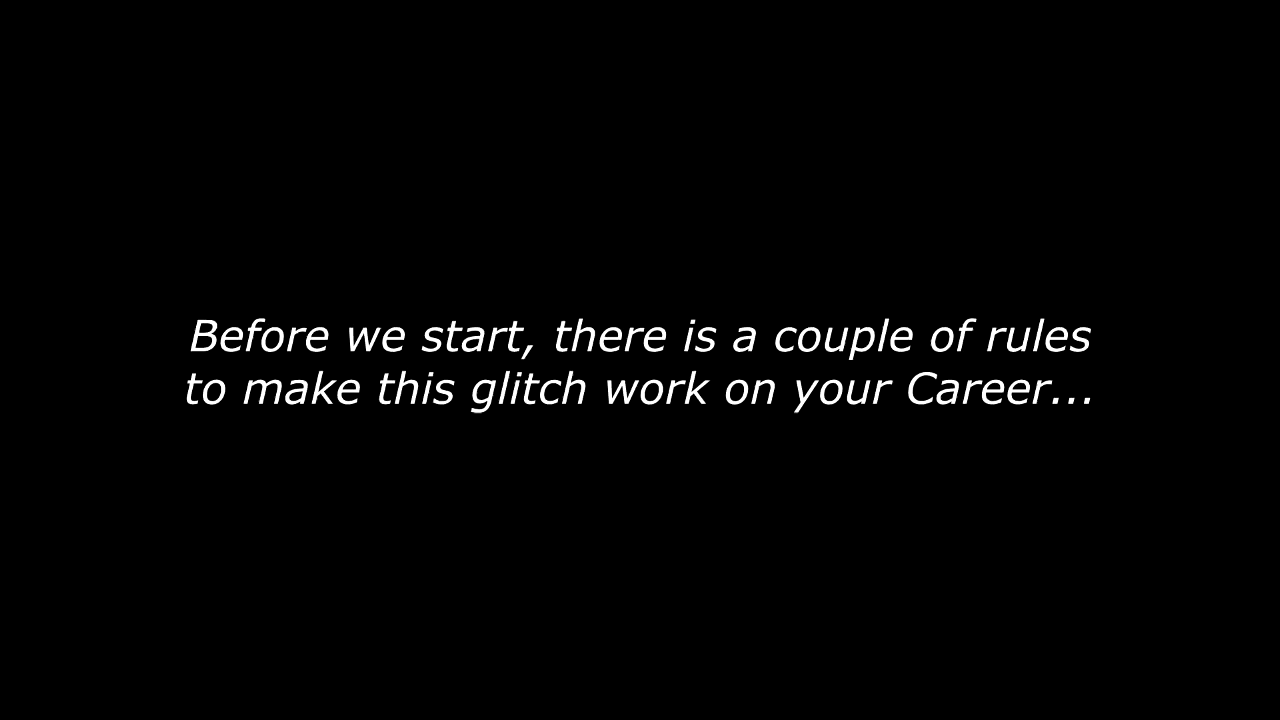 Before we start, there is a couple of rules
to make this glitch work on your Career...